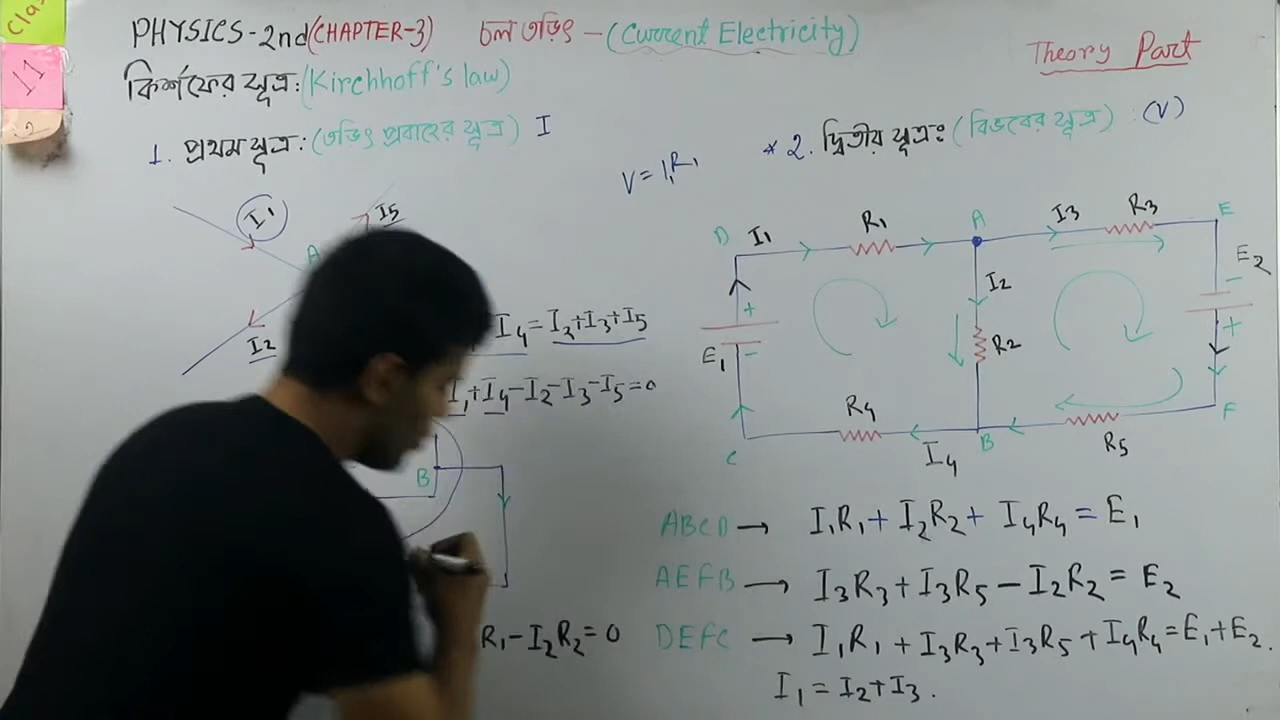 Clas
11
PHYSICS-2nd (CHAPTER-3) চল তড়িৎ - (Current Electricity)
Theory Part
কির্শফের সূত্র: (Kirchhoff's law)
1. প্রথম সূত্র: (তড়িৎ প্রবাহের সূত্র) I
* 2. দ্বিতীয় সূত্রঃ (বিভবের সূত্র) : (V)
V = I₁R₁
I₁
I5
A
I2
I₄ = I₂+I₃+I₅
I₁+I₄-I₂-I₃-I₅=0
B
R₁-I₂R₂=0
D I₁ R₁ A I3 R3 E
I2
E₂
-
+
+
E₁
-
R2
R4
C I4 B R5 F
ABCD → I₁R₁+I₂R₂+I₄R₄=E₁
AEFB → I₃R₃+I₃R₅-I₂R₂=E₂
DEFC → I₁R₁+I₃R₃+I₃R₅+I₄R₄=E₁+E₂.
I₁ = I₂+I₃.